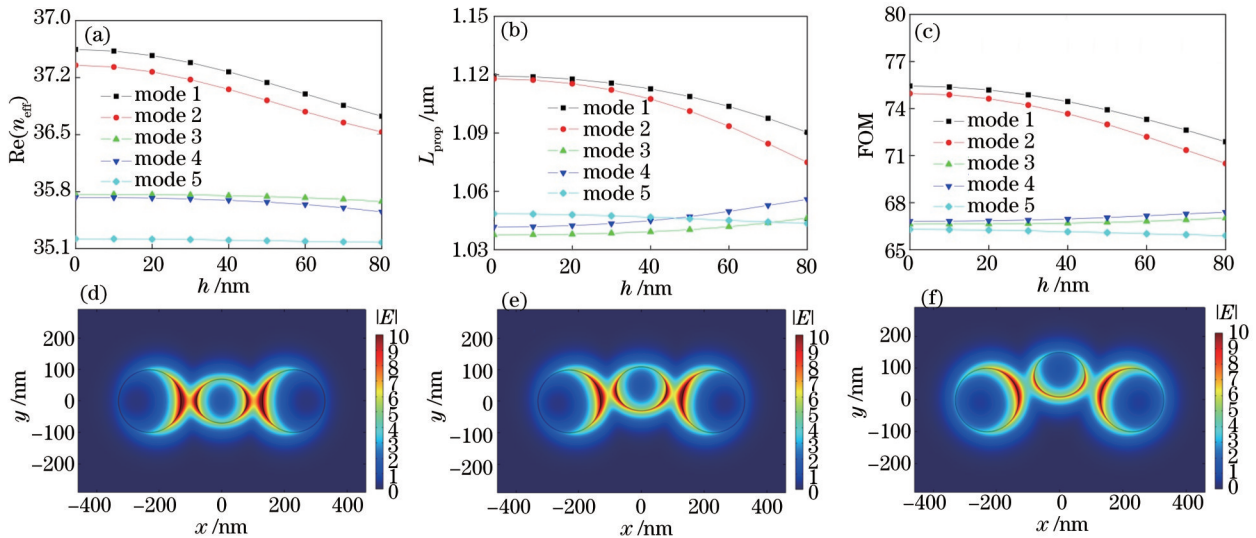 (a)
37.0
37.2
36.5
35.8
35.1
Re(n_eff)
mode 1
mode 2
mode 3
mode 4
mode 5
0 20 40 60 80
h /nm
(b)
1.15
1.12
1.09
1.06
1.03
L_prop/μm
mode 1
mode 2
mode 3
mode 4
mode 5
0 20 40 60 80
h /nm
(c)
80
77
74
71
68
65
FOM
mode 1
mode 2
mode 3
mode 4
mode 5
0 20 40 60 80
h /nm
(d)
|E|
200
100
0
−100
−200
y /nm
10
9
8
7
6
5
4
3
2
1
0
−400 −200 0 200 400
x /nm
(e)
|E|
200
100
0
−100
−200
y /nm
10
9
8
7
6
5
4
3
2
1
0
−400 −200 0 200 400
x /nm
(f)
|E|
200
100
0
−100
−200
y /nm
10
9
8
7
6
5
4
3
2
1
0
−400 −200 0 200 400
x /nm